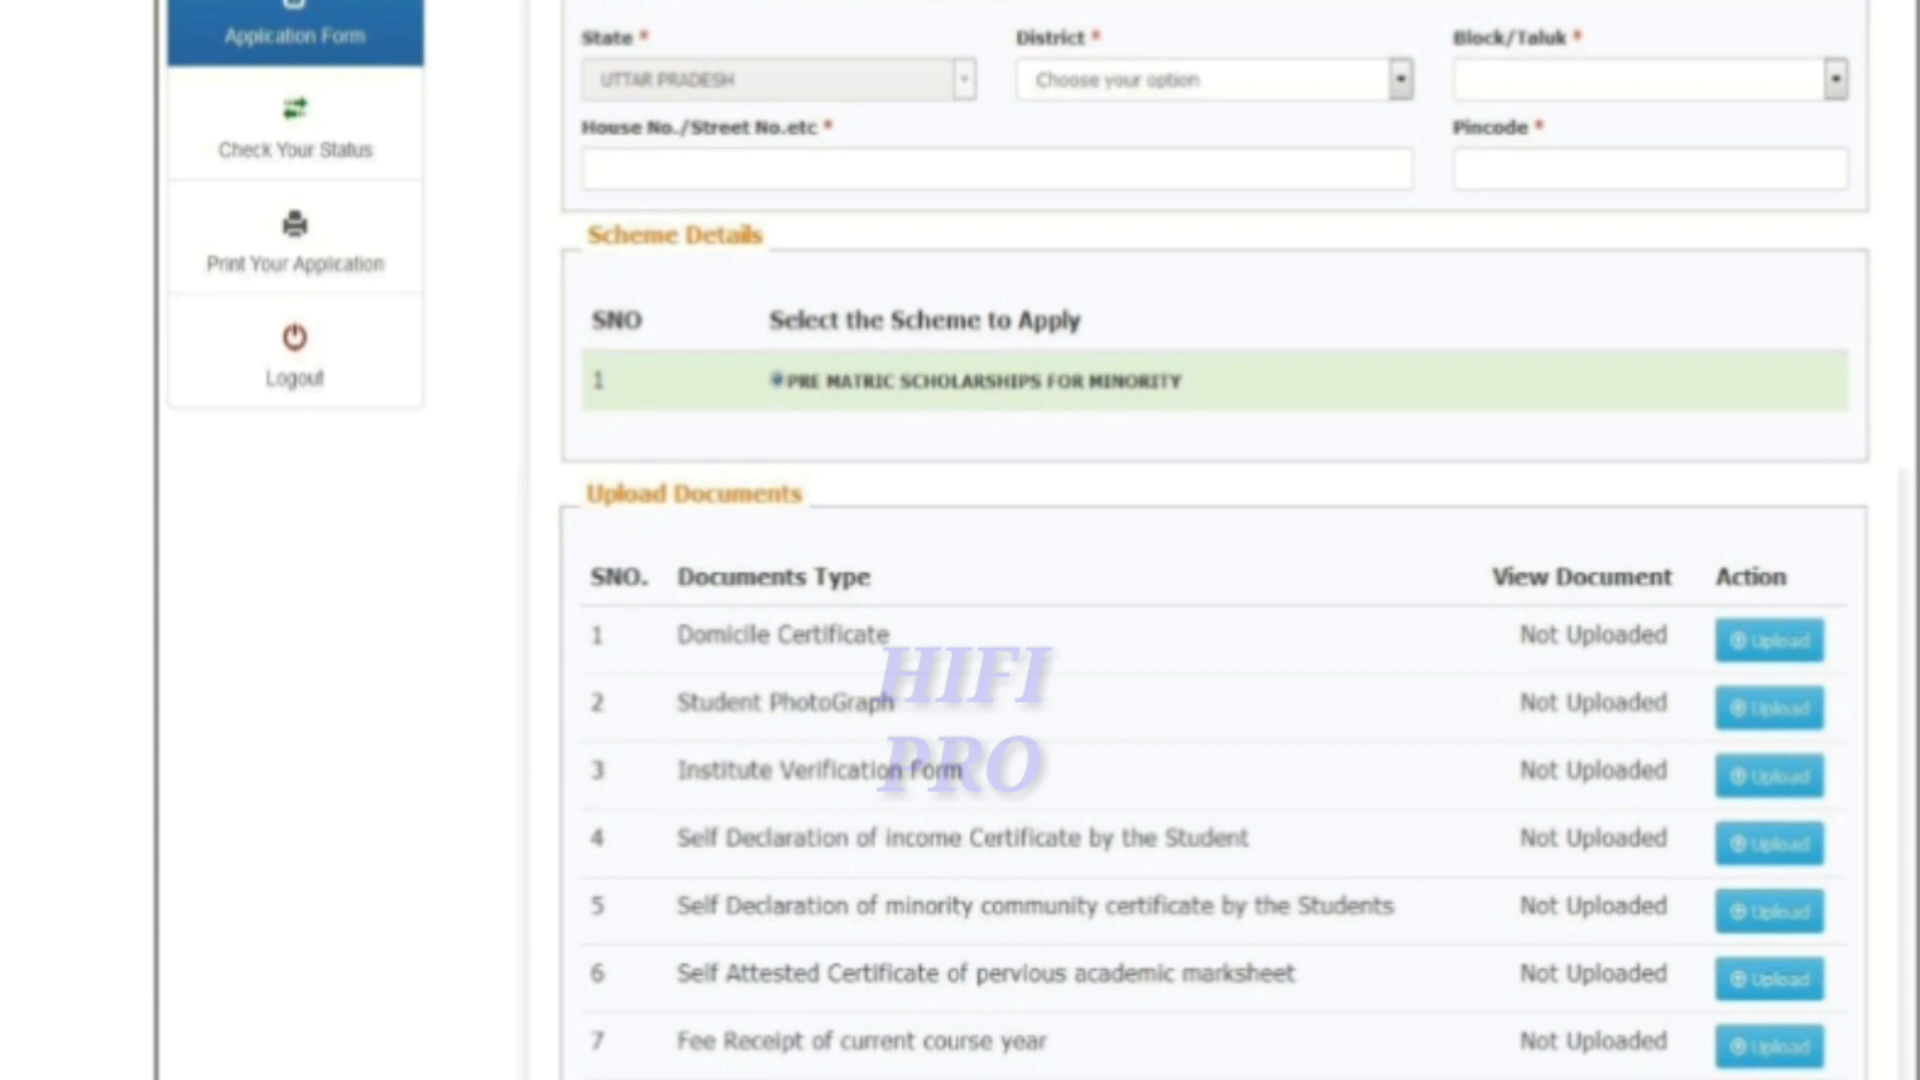 Application Form
Check Your Status
Print Your Application
Logout
State * District * Block/Taluk *
UTTAR PRADESH Choose your option
House No./Street No.etc * Pincode *
Scheme Details
SNO Select the Scheme to Apply
1 PRE MATRIC SCHOLARSHIPS FOR MINORITY
Upload Documents
SNO. Documents Type View Document Action
1 Domicile Certificate Not Uploaded Upload
2 Student PhotoGraph Not Uploaded Upload
3 Institute Verification Form Not Uploaded Upload
4 Self Declaration of income Certificate by the Student Not Uploaded Upload
5 Self Declaration of minority community certificate by the Students Not Uploaded Upload
6 Self Attested Certificate of pervious academic marksheet Not Uploaded Upload
7 Fee Receipt of current course year Not Uploaded Upload
HIFI
PRO